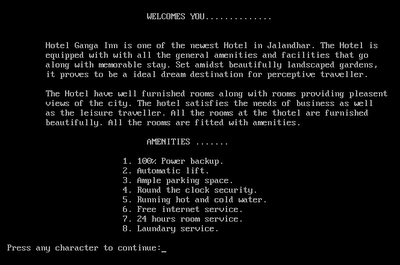 WELCOMES YOU..............
Hotel Ganga Inn is one of the newest Hotel in Jalandhar. The Hotel is
equipped with with all the general amenities and facilities that go
along with memorable stay. Set amidst beautifully landscaped gardens,
it proves to be a ideal dream destination for perceptive traveller.
The Hotel have well furnished rooms along with rooms providing pleasent
views of the city. The hotel satisfies the needs of business as well
as the leisure traveller. All the rooms at the thotel are furnished
beautifully. All the rooms are fitted with amenities.
AMENITIES .......
1. 100% Power backup.
2. Automatic lift.
3. Ample parking space.
4. Round the clock security.
5. Running hot and cold water.
6. Free internet service.
7. 24 hours room service.
8. Laundary service.
Press any character to continue:_